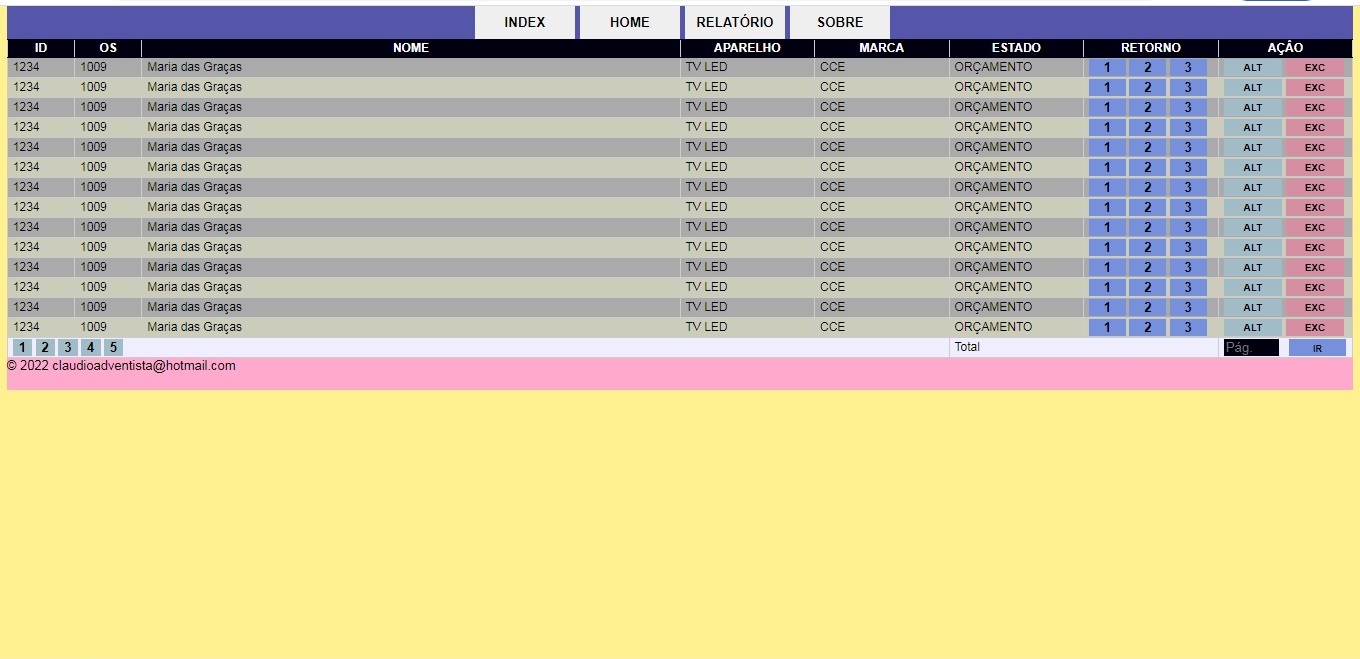 INDEX HOME RELATÓRIO SOBRE
ID OS NOME APARELHO MARCA ESTADO RETORNO AÇÂO
1234 1009 Maria das Graças TV LED CCE ORÇAMENTO 1 2 3 ALT EXC
1234 1009 Maria das Graças TV LED CCE ORÇAMENTO 1 2 3 ALT EXC
1234 1009 Maria das Graças TV LED CCE ORÇAMENTO 1 2 3 ALT EXC
1234 1009 Maria das Graças TV LED CCE ORÇAMENTO 1 2 3 ALT EXC
1234 1009 Maria das Graças TV LED CCE ORÇAMENTO 1 2 3 ALT EXC
1234 1009 Maria das Graças TV LED CCE ORÇAMENTO 1 2 3 ALT EXC
1234 1009 Maria das Graças TV LED CCE ORÇAMENTO 1 2 3 ALT EXC
1234 1009 Maria das Graças TV LED CCE ORÇAMENTO 1 2 3 ALT EXC
1234 1009 Maria das Graças TV LED CCE ORÇAMENTO 1 2 3 ALT EXC
1234 1009 Maria das Graças TV LED CCE ORÇAMENTO 1 2 3 ALT EXC
1234 1009 Maria das Graças TV LED CCE ORÇAMENTO 1 2 3 ALT EXC
1234 1009 Maria das Graças TV LED CCE ORÇAMENTO 1 2 3 ALT EXC
1234 1009 Maria das Graças TV LED CCE ORÇAMENTO 1 2 3 ALT EXC
1234 1009 Maria das Graças TV LED CCE ORÇAMENTO 1 2 3 ALT EXC
1 2 3 4 5 Total Pág. IR
© 2022 claudioadventista@hotmail.com